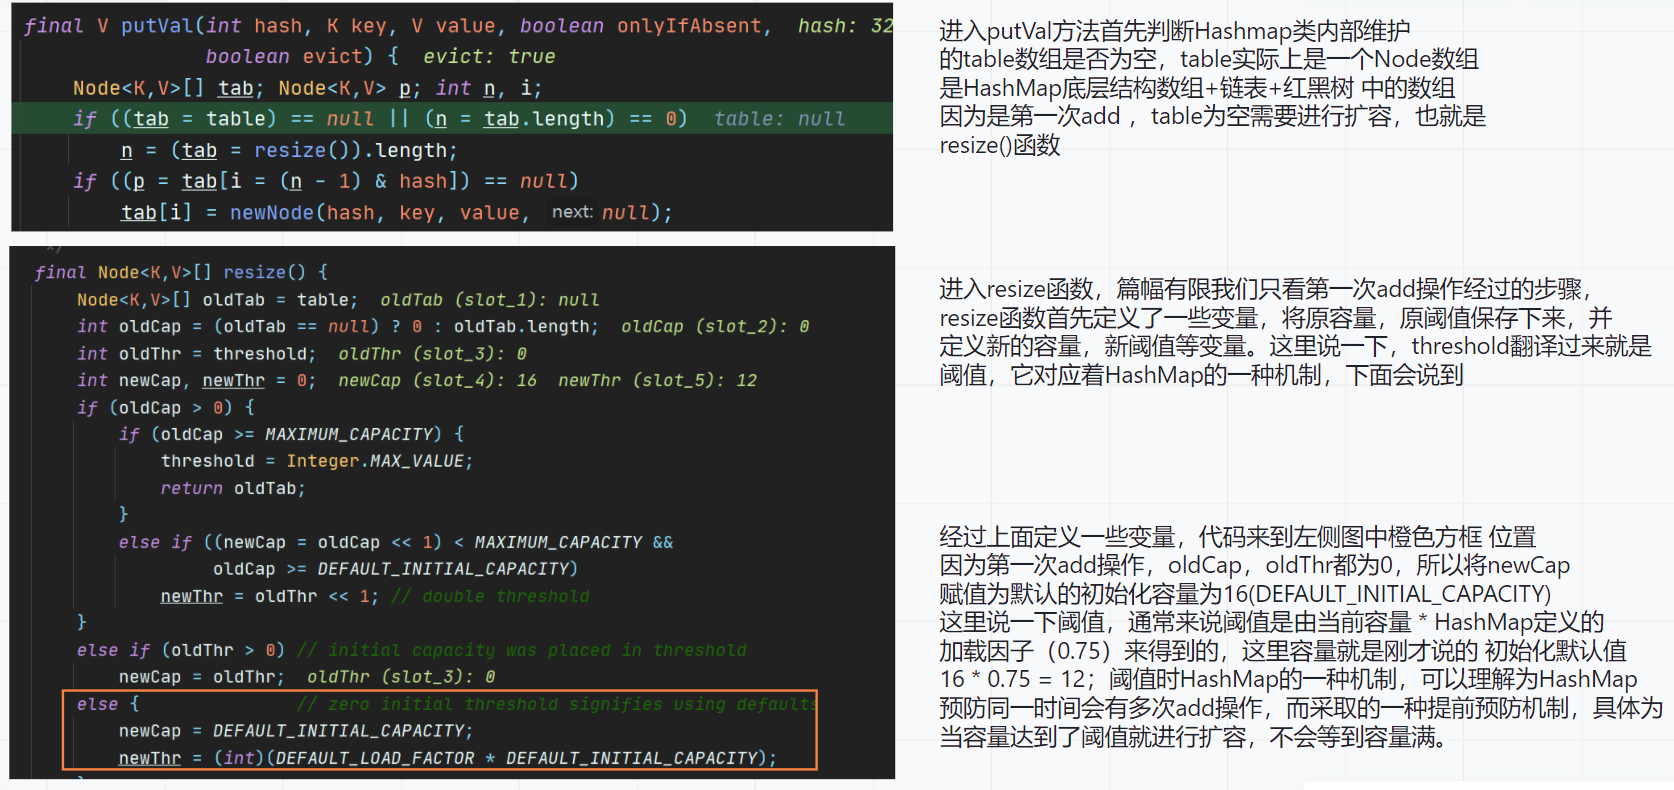 final V putVal(int hash, K key, V value, boolean onlyIfAbsent,  hash: 32
boolean evict) {  evict: true
Node<K,V>[] tab; Node<K,V> p; int n, i;
if ((tab = table) == null || (n = tab.length) == 0)  table: null
n = (tab = resize()).length;
if ((p = tab[i = (n - 1) & hash]) == null)
tab[i] = newNode(hash, key, value,  next: null);
进入putVal方法首先判断Hashmap类内部维护
的table数组是否为空，table实际上是一个Node数组
是HashMap底层结构数组+链表+红黑树 中的数组
因为是第一次add ，table为空需要进行扩容，也就是
resize()函数
*/
final Node<K,V>[] resize() {
Node<K,V>[] oldTab = table;  oldTab (slot_1): null
int oldCap = (oldTab == null) ? 0 : oldTab.length;  oldCap (slot_2): 0
int oldThr = threshold;  oldThr (slot_3): 0
int newCap, newThr = 0;  newCap (slot_4): 16  newThr (slot_5): 12
if (oldCap > 0) {
if (oldCap >= MAXIMUM_CAPACITY) {
threshold = Integer.MAX_VALUE;
return oldTab;
}
else if ((newCap = oldCap << 1) < MAXIMUM_CAPACITY &&
oldCap >= DEFAULT_INITIAL_CAPACITY)
newThr = oldThr << 1; // double threshold
}
else if (oldThr > 0) // initial capacity was placed in threshold
newCap = oldThr;  oldThr (slot_3): 0
else {               // zero initial threshold signifies using defaults
newCap = DEFAULT_INITIAL_CAPACITY;
newThr = (int)(DEFAULT_LOAD_FACTOR * DEFAULT_INITIAL_CAPACITY);
}
进入resize函数，篇幅有限我们只看第一次add操作经过的步骤，
resize函数首先定义了一些变量，将原容量，原阈值保存下来，并
定义新的容量，新阈值等变量。这里说一下，threshold翻译过来就是
阈值，它对应着HashMap的一种机制，下面会说到
经过上面定义一些变量，代码来到左侧图中橙色方框 位置
因为第一次add操作，oldCap，oldThr都为0，所以将newCap
赋值为默认的初始化容量为16(DEFAULT_INITIAL_CAPACITY)
这里说一下阈值，通常来说阈值是由当前容量 * HashMap定义的
加载因子（0.75）来得到的，这里容量就是刚才说的 初始化默认值
16 * 0.75 = 12；阈值时HashMap的一种机制，可以理解为HashMap
预防同一时间会有多次add操作，而采取的一种提前预防机制，具体为
当容量达到了阈值就进行扩容，不会等到容量满。